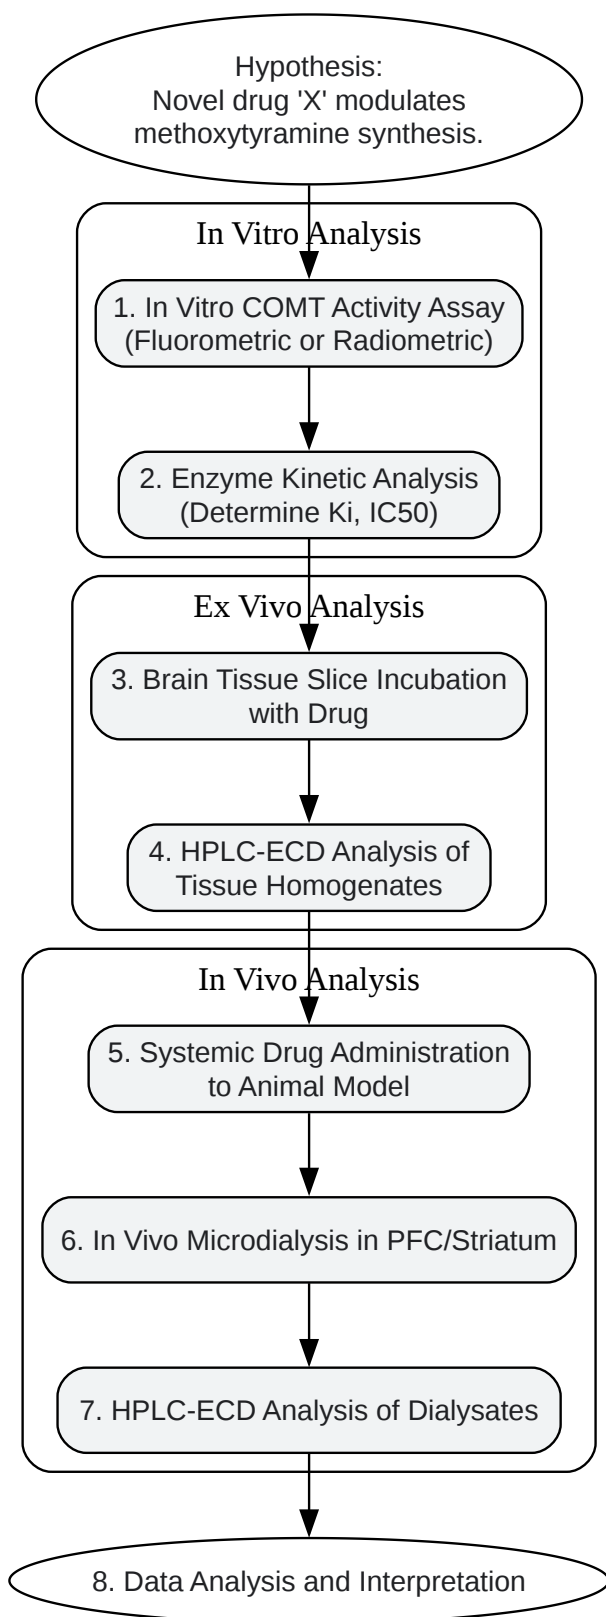 Hypothesis:
Novel drug 'X' modulates
methoxytyramine synthesis.
In Vitro Analysis
1. In Vitro COMT Activity Assay
(Fluorometric or Radiometric)
2. Enzyme Kinetic Analysis
(Determine Ki, IC50)
Ex Vivo Analysis
3. Brain Tissue Slice Incubation
with Drug
4. HPLC-ECD Analysis of
Tissue Homogenates
In Vivo Analysis
5. Systemic Drug Administration
to Animal Model
6. In Vivo Microdialysis in PFC/Striatum
7. HPLC-ECD Analysis of Dialysates
8. Data Analysis and Interpretation